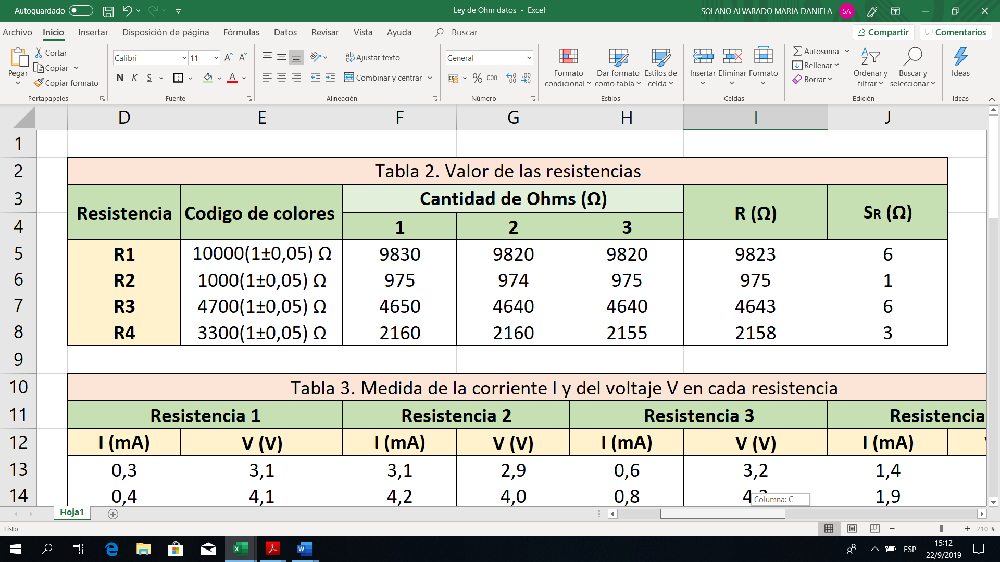 Autoguardado
Ley de Ohm datos - Excel
SOLANO ALVARADO MARIA DANIELA SA
Archivo Inicio Insertar Disposición de página Fórmulas Datos Revisar Vista Ayuda Buscar Compartir Comentarios
Pegar Cortar
Copiar
Copiar formato
Portapapeles
Calibri 11
N K S
Fuente
Ajustar texto
Combinar y centrar
Alineación
General
% 000
Número
Formato condicional
Dar formato como tabla
Estilos de celda
Estilos
Insertar Eliminar Formato
Celdas
Autosuma
Rellenar
Borrar
Ordenar y filtrar
Buscar y seleccionar
Edición
Ideas
Ideas
D E F G H I J
1
2 Tabla 2. Valor de las resistencias
3 Resistencia Codigo de colores Cantidad de Ohms (Ω) R (Ω) SR (Ω)
4 1 2 3
5 R1 10000(1±0,05) Ω 9830 9820 9820 9823 6
6 R2 1000(1±0,05) Ω 975 974 975 975 1
7 R3 4700(1±0,05) Ω 4650 4640 4640 4643 6
8 R4 3300(1±0,05) Ω 2160 2160 2155 2158 3
9
10 Tabla 3. Medida de la corriente I y del voltaje V en cada resistencia
11 Resistencia 1 Resistencia 2 Resistencia 3 Resistencia
12 I (mA) V (V) I (mA) V (V) I (mA) V (V) I (mA)
13 0,3 3,1 3,1 2,9 0,6 3,2 1,4
14 0,4 4,1 4,2 4,0 0,8 1,9
Columna: C
Hoja1
Listo
210 %
ESP
15:12
22/9/2019